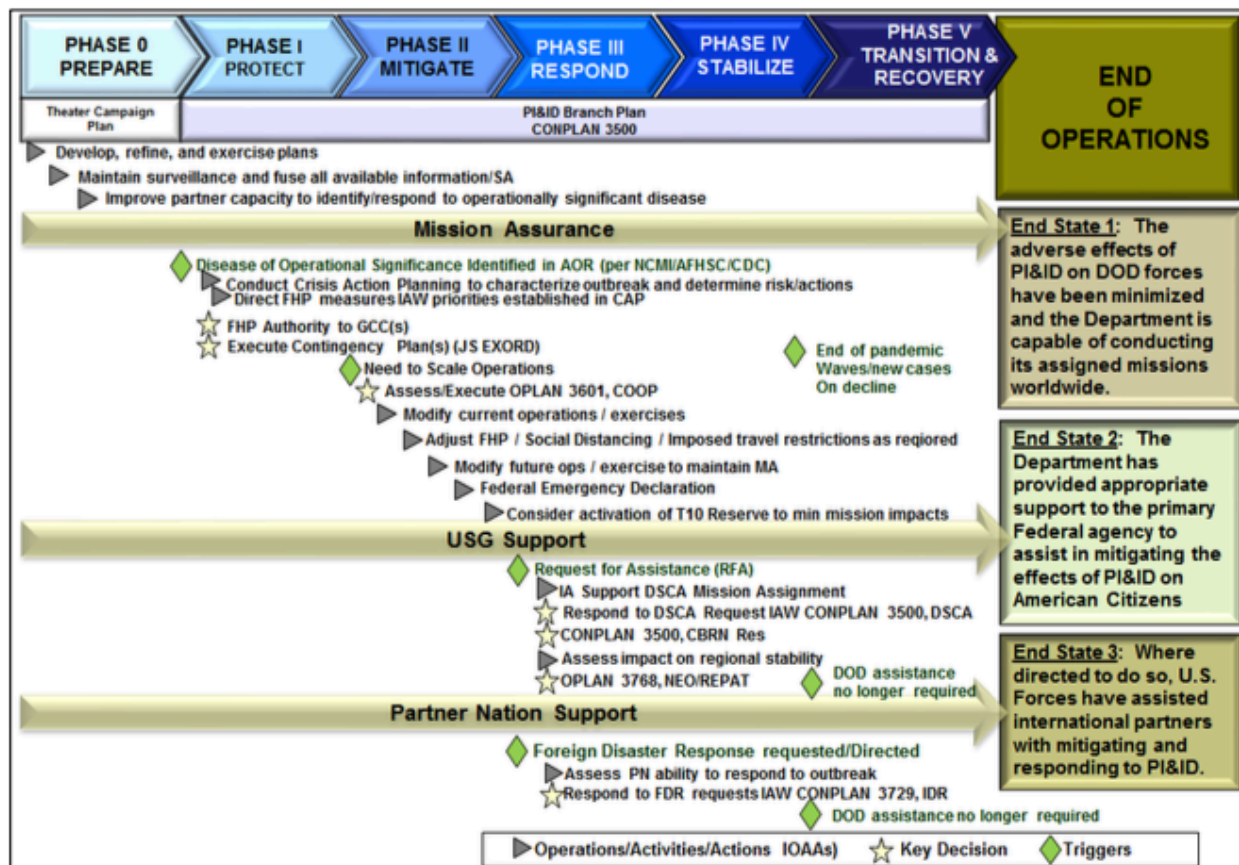 PHASE 0
PREPARE
PHASE I
PROTECT
PHASE II
MITIGATE
PHASE III
RESPOND
PHASE IV
STABILIZE
PHASE V
TRANSITION &
RECOVERY
END
OF
OPERATIONS
Theater Campaign
Plan
PI&ID Branch Plan
CONPLAN 3500
Develop, refine, and exercise plans
Maintain surveillance and fuse all available information/SA
Improve partner capacity to identify/respond to operationally significant disease
Mission Assurance
Disease of Operational Significance Identified in AOR (per NCMI/AFHSC/CDC)
Conduct Crisis Action Planning to characterize outbreak and determine risk/actions
Direct FHP measures IAW priorities established in CAP
FHP Authority to GCC(s)
Execute Contingency Plan(s) (JS EXORD)
Need to Scale Operations
Assess/Execute OPLAN 3601, COOP
End of pandemic
Waves/new cases
On decline
Modify current operations / exercises
Adjust FHP / Social Distancing / Imposed travel restrictions as reqiored
Modify future ops / exercise to maintain MA
Federal Emergency Declaration
Consider activation of T10 Reserve to min mission impacts
End State 1: The
adverse effects of
PI&ID on DOD forces
have been minimized
and the Department is
capable of conducting
its assigned missions
worldwide.
USG Support
Request for Assistance (RFA)
IA Support DSCA Mission Assignment
Respond to DSCA Request IAW CONPLAN 3500, DSCA
CONPLAN 3500, CBRN Res
Assess impact on regional stability
OPLAN 3768, NEO/REPAT
DOD assistance
no longer required
End State 2: The
Department has
provided appropriate
support to the primary
Federal agency to
assist in mitigating the
effects of PI&ID on
American Citizens
Partner Nation Support
Foreign Disaster Response requested/Directed
Assess PN ability to respond to outbreak
Respond to FDR requests IAW CONPLAN 3729, IDR
DOD assistance no longer required
End State 3: Where
directed to do so, U.S.
Forces have assisted
international partners
with mitigating and
responding to PI&ID.
Operations/Activities/Actions IOAAs)
Key Decision
Triggers